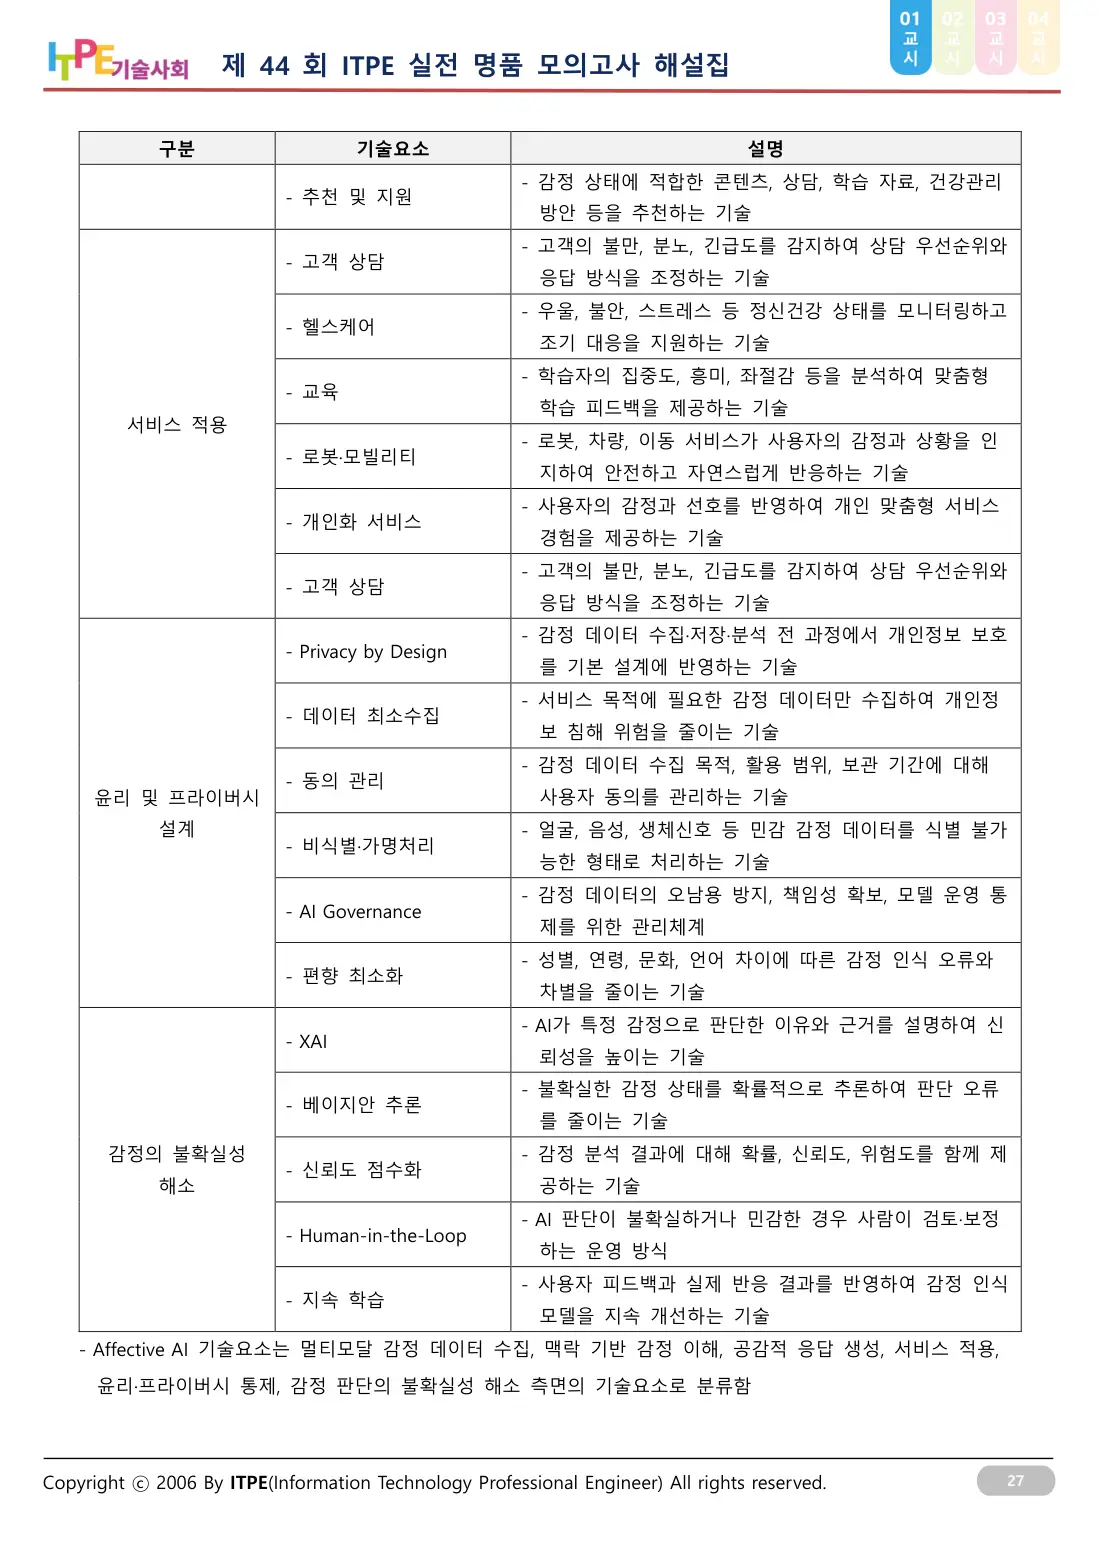 01 교시
02 교시
03 교시
04 교시
ITPE 기술사회 제 44 회 ITPE 실전 명품 모의고사 해설집
구분 기술요소 설명
- 추천 및 지원
- 감정 상태에 적합한 콘텐츠, 상담, 학습 자료, 건강관리
방안 등을 추천하는 기술
서비스 적용
- 고객 상담
- 고객의 불만, 분노, 긴급도를 감지하여 상담 우선순위와
응답 방식을 조정하는 기술
- 헬스케어
- 우울, 불안, 스트레스 등 정신건강 상태를 모니터링하고
조기 대응을 지원하는 기술
- 교육
- 학습자의 집중도, 흥미, 좌절감 등을 분석하여 맞춤형
학습 피드백을 제공하는 기술
- 로봇·모빌리티
- 로봇, 차량, 이동 서비스가 사용자의 감정과 상황을 인
지하여 안전하고 자연스럽게 반응하는 기술
- 개인화 서비스
- 사용자의 감정과 선호를 반영하여 개인 맞춤형 서비스
경험을 제공하는 기술
- 고객 상담
- 고객의 불만, 분노, 긴급도를 감지하여 상담 우선순위와
응답 방식을 조정하는 기술
윤리 및 프라이버시
설계
- Privacy by Design
- 감정 데이터 수집·저장·분석 전 과정에서 개인정보 보호
를 기본 설계에 반영하는 기술
- 데이터 최소수집
- 서비스 목적에 필요한 감정 데이터만 수집하여 개인정
보 침해 위험을 줄이는 기술
- 동의 관리
- 감정 데이터 수집 목적, 활용 범위, 보관 기간에 대해
사용자 동의를 관리하는 기술
- 비식별·가명처리
- 얼굴, 음성, 생체신호 등 민감 감정 데이터를 식별 불가
능한 형태로 처리하는 기술
- AI Governance
- 감정 데이터의 오남용 방지, 책임성 확보, 모델 운영 통
제를 위한 관리체계
- 편향 최소화
- 성별, 연령, 문화, 언어 차이에 따른 감정 인식 오류와
차별을 줄이는 기술
감정의 불확실성
해소
- XAI
- AI가 특정 감정으로 판단한 이유와 근거를 설명하여 신
뢰성을 높이는 기술
- 베이지안 추론
- 불확실한 감정 상태를 확률적으로 추론하여 판단 오류
를 줄이는 기술
- 신뢰도 점수화
- 감정 분석 결과에 대해 확률, 신뢰도, 위험도를 함께 제
공하는 기술
- Human-in-the-Loop
- AI 판단이 불확실하거나 민감한 경우 사람이 검토·보정
하는 운영 방식
- 지속 학습
- 사용자 피드백과 실제 반응 결과를 반영하여 감정 인식
모델을 지속 개선하는 기술
- Affective AI 기술요소는 멀티모달 감정 데이터 수집, 맥락 기반 감정 이해, 공감적 응답 생성, 서비스 적용,
윤리·프라이버시 통제, 감정 판단의 불확실성 해소 측면의 기술요소로 분류함
Copyright ⓒ 2006 By ITPE(Information Technology Professional Engineer) All rights reserved.
27